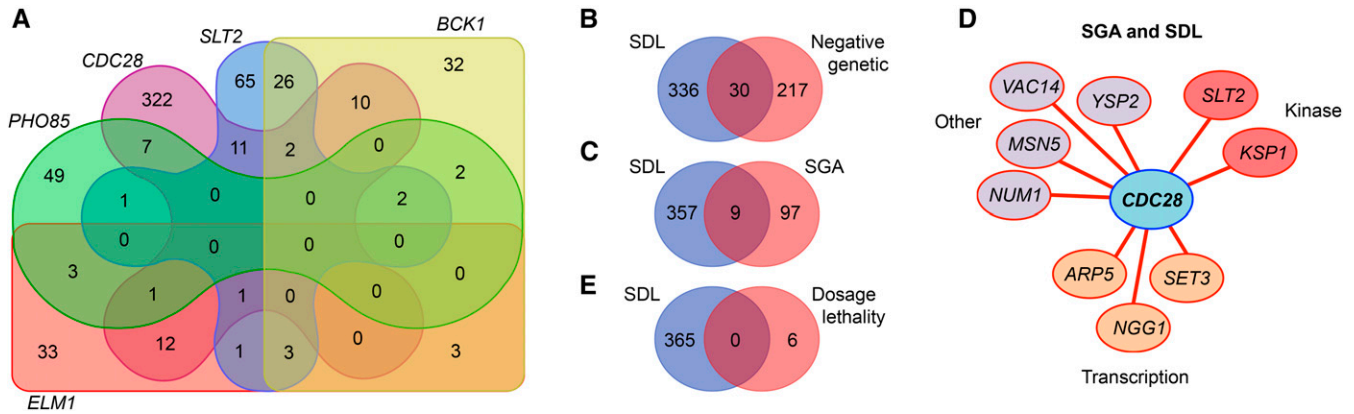 A
BCK1
SLT2
CDC28
PHO85
32
65 26
322
10
7 11 2 0
49
2
1 0 0 2
0 0 0 0
3 0
1 1 0 0
33 12 1 3 0 3
ELM1
B
SDL
Negative
genetic
336 30 217
C
SDL
SGA
357 9 97
E
SDL
Dosage
lethality
365 0 6
D
SGA and SDL
VAC14
YSP2
SLT2
Other
Kinase
MSN5
KSP1
NUM1
CDC28
ARP5
SET3
NGG1
Transcription